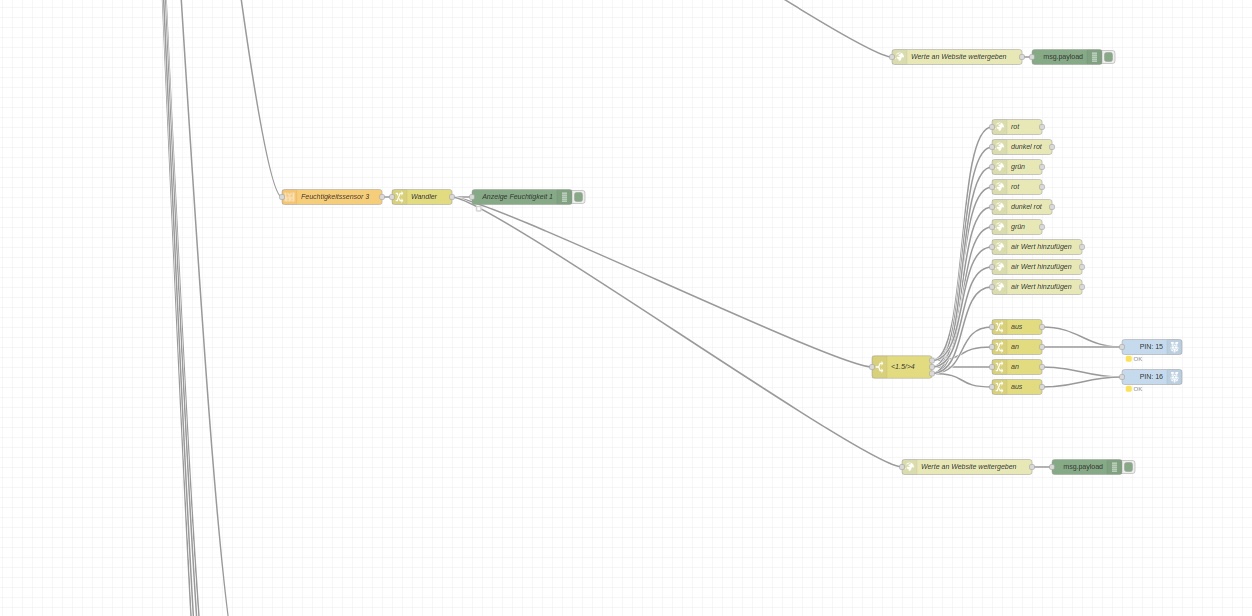 Werte an Website weitergeben
msg.payload
rot
dunkel rot
grün
rot
dunkel rot
grün
air Wert hinzufügen
air Wert hinzufügen
air Wert hinzufügen
Feuchtigkeitssensor 3
Wandler
Anzeige Feuchtigkeit 1
aus
an
an
aus
PIN: 15
OK
PIN: 16
OK
<1.5/>4
Werte an Website weitergeben
msg.payload